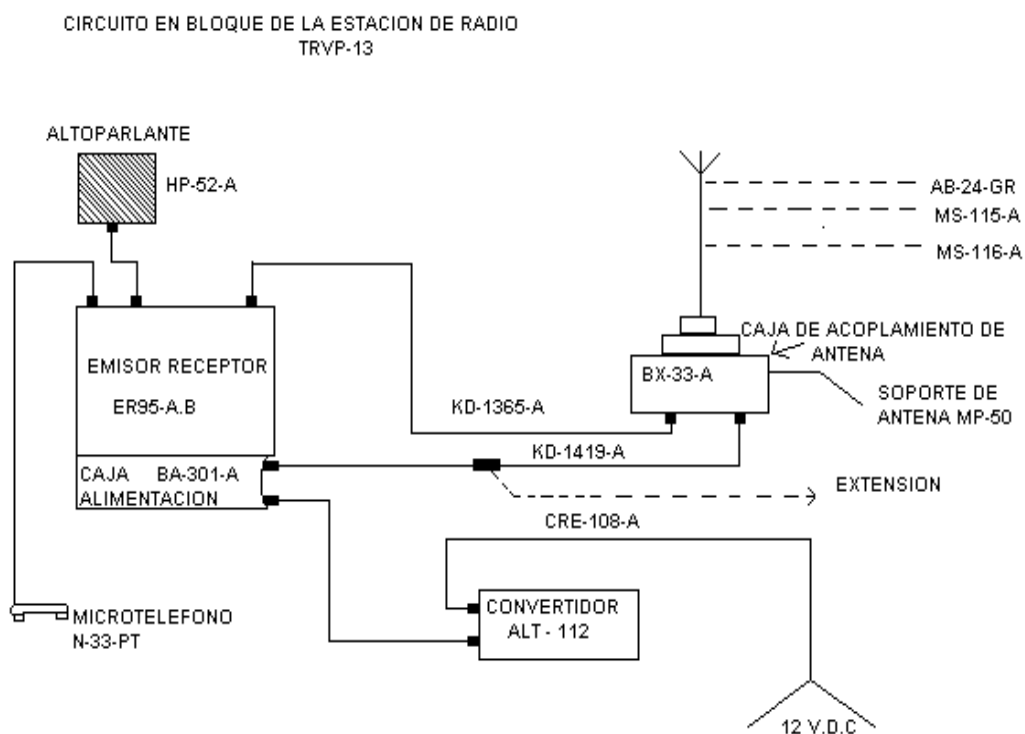 CIRCUITO EN BLOQUE DE LA ESTACION DE RADIO
TRVP-13
ALTOPARLANTE
HP-52-A
AB-24-GR
MS-115-A
MS-116-A
CAJA DE ACOPLAMIENTO DE
ANTENA
EMISOR RECEPTOR
ER95-A.B
BX-33-A
SOPORTE DE
ANTENA MP-50
KD-1365-A
KD-1419-A
CAJA BA-301-A
ALIMENTACION
EXTENSION
CRE-108-A
CONVERTIDOR
ALT - 112
MICROTELEFONO
N-33-PT
12 V.D.C